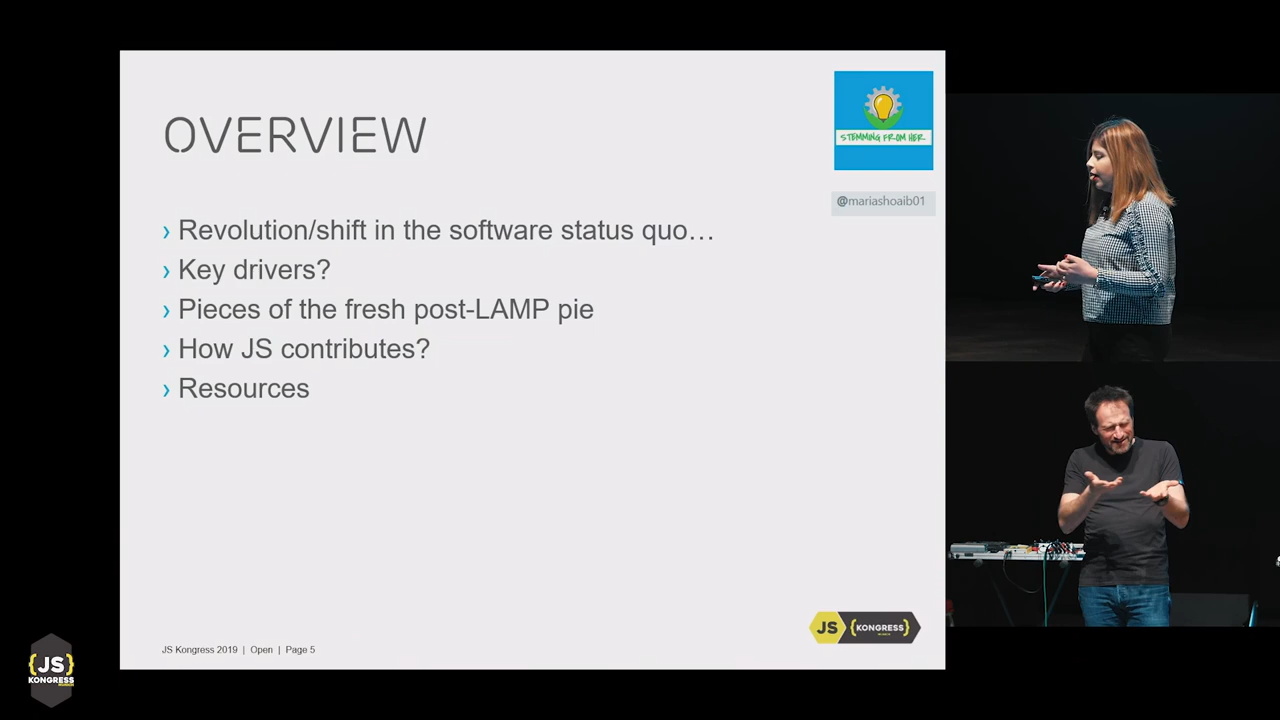 OVERVIEW
STEMMING FROM HER
@mariashoaib01
› Revolution/shift in the software status quo…
› Key drivers?
› Pieces of the fresh post-LAMP pie
› How JS contributes?
› Resources
JS {KONGRESS}
JS Kongress 2019 | Open | Page 5
{JS}
KONGRESS